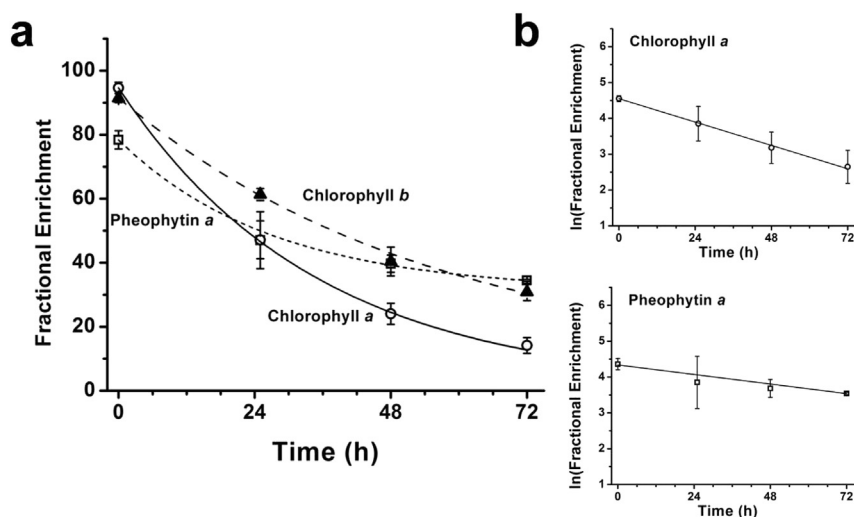 a
Fractional Enrichment
100
80
60
40
20
0
Chlorophyll b
Pheophytin a
Chlorophyll a
0 24 48 72
Time (h)
b
Chlorophyll a
ln(Fractional Enrichment)
6
5
4
3
2
1
0 24 48 72
Time (h)
Pheophytin a
ln(Fractional Enrichment)
6
5
4
3
2
1
0 24 48 72
Time (h)